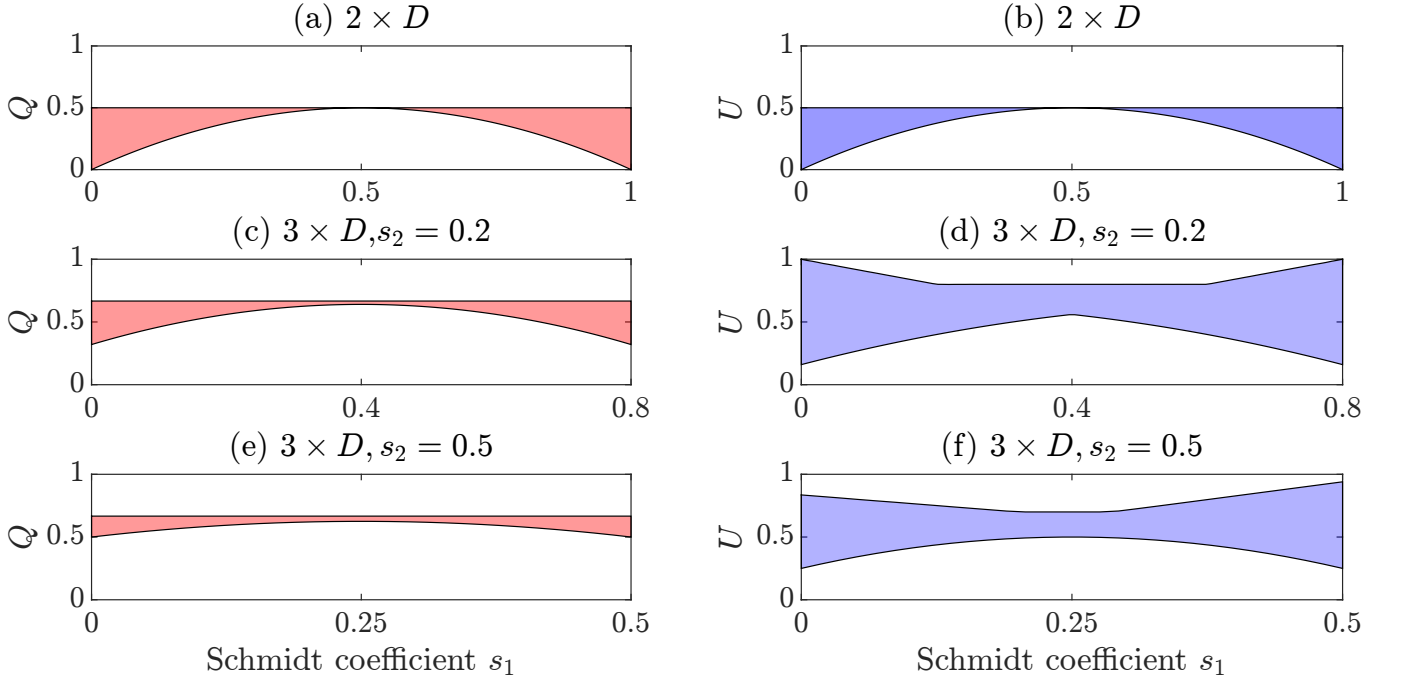 (a) 2 × D
1
Q 0.5
0
0 0.5 1
(b) 2 × D
1
U 0.5
0
0 0.5 1
(c) 3 × D,s₂ = 0.2
1
Q 0.5
0
0 0.4 0.8
(d) 3 × D, s₂ = 0.2
1
U 0.5
0
0 0.4 0.8
(e) 3 × D, s₂ = 0.5
1
Q 0.5
0
0 0.25 0.5
Schmidt coefficient s₁
(f) 3 × D, s₂ = 0.5
1
U 0.5
0
0 0.25 0.5
Schmidt coefficient s₁